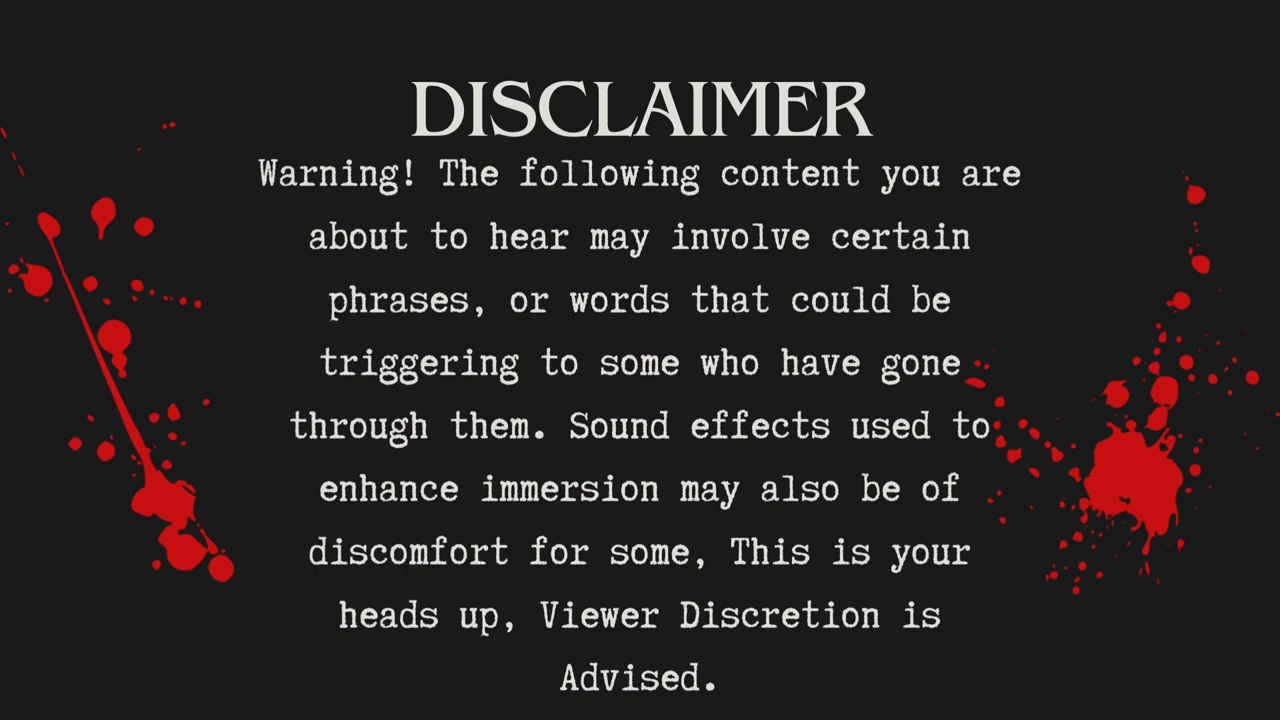 DISCLAIMER
Warning! The following content you are
about to hear may involve certain
phrases, or words that could be
triggering to some who have gone
through them. Sound effects used to
enhance immersion may also be of
discomfort for some, This is your
heads up, Viewer Discretion is
Advised.